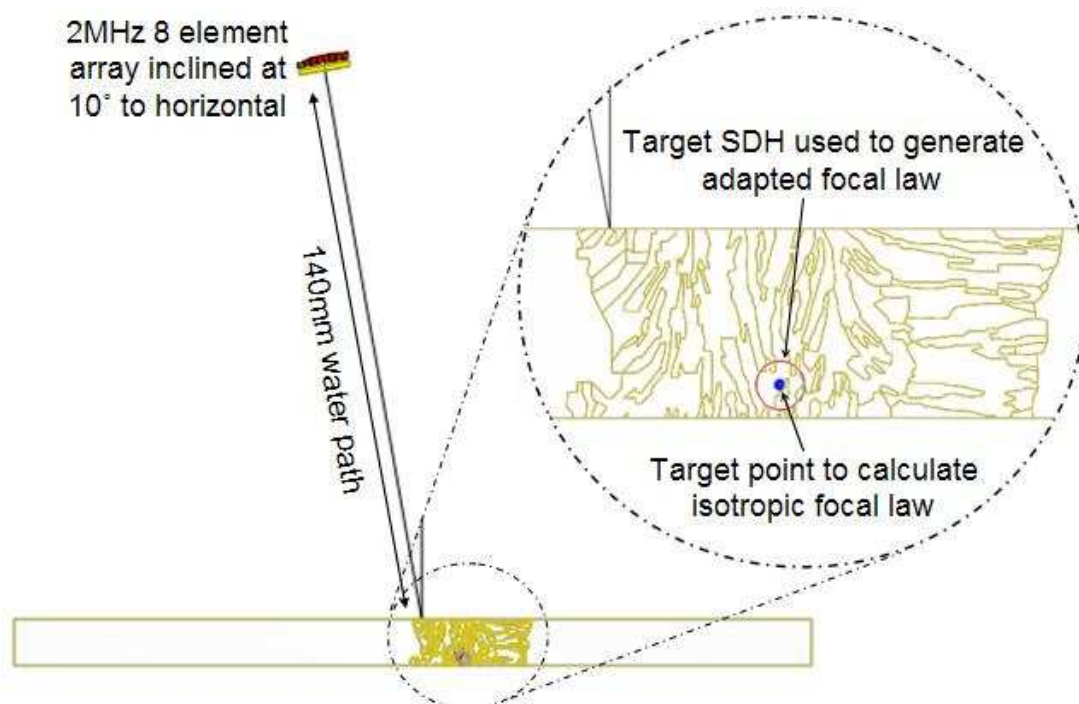 2MHz 8 element
array inclined at
10˚ to horizontal
Target SDH used to generate
adapted focal law
140mm water path
Target point to calculate
isotropic focal law